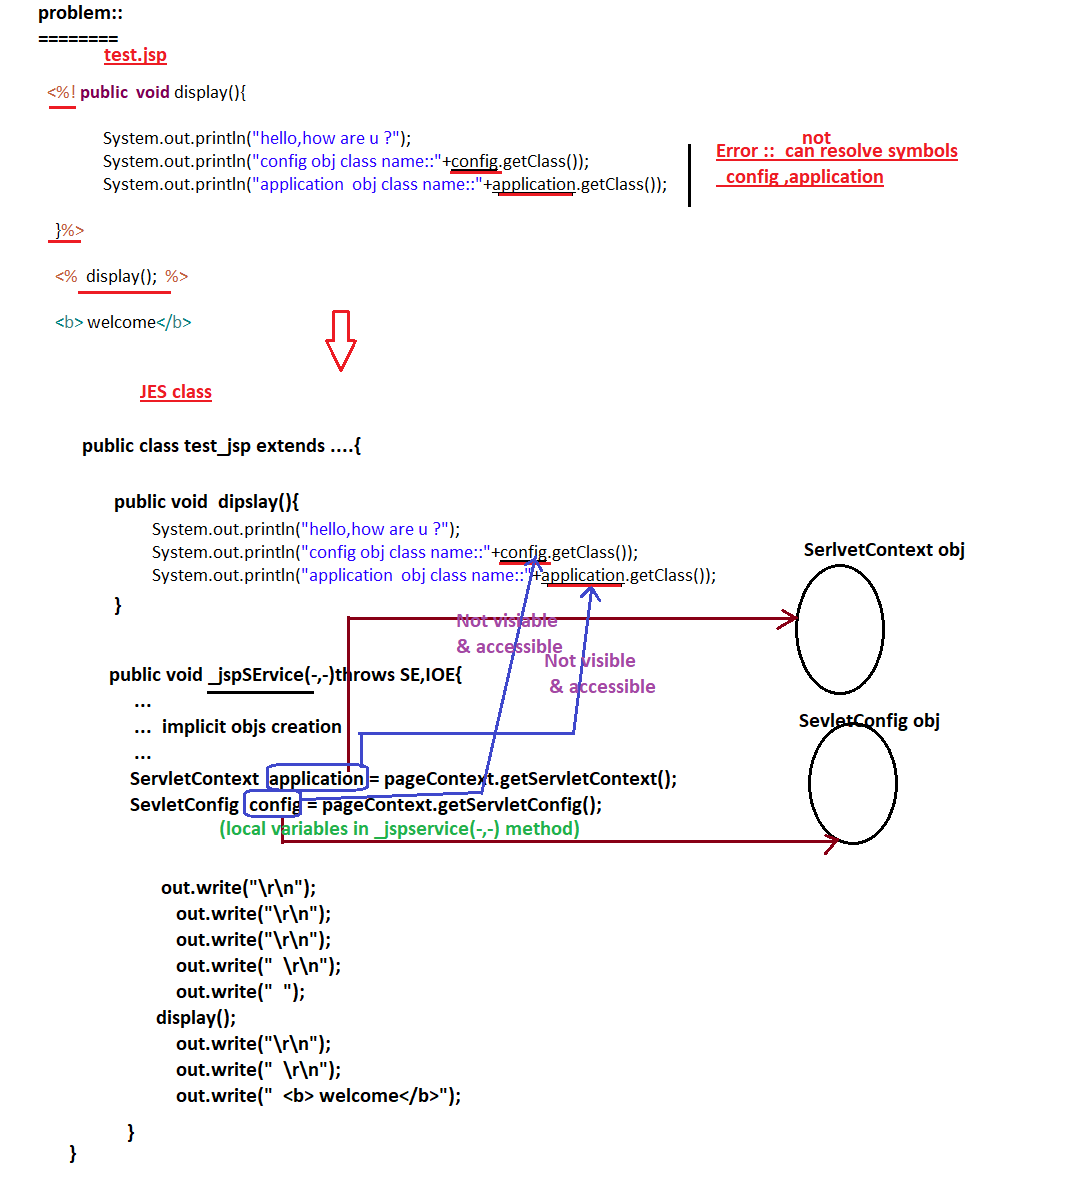 problem::
========
test.jsp
<%! public void display(){
System.out.println("hello,how are u ?");
System.out.println("config obj class name::"+config.getClass());
System.out.println("application obj class name::"+application.getClass());
not
Error :: can resolve symbols
config ,application
}%>
<% display(); %>
<b> welcome</b>
JES class
public class test_jsp extends ....{
public void dipslay(){
System.out.println("hello,how are u ?");
System.out.println("config obj class name::"+config.getClass());
System.out.println("application obj class name::"+application.getClass());
}
SerlvetContext obj
Not visiable
& accessible
Not visible
& accessible
public void _jspSErvice(-,-)throws SE,IOE{
...
... implicit objs creation
...
SevletConfig obj
ServletContext application = pageContext.getServletContext();
SevletConfig config = pageContext.getServletConfig();
(local variables in _jspservice(-,-) method)
out.write("\r\n");
out.write("\r\n");
out.write("\r\n");
out.write("  \r\n");
out.write("  ");
display();
out.write("\r\n");
out.write("  \r\n");
out.write("  <b> welcome</b>");
}
}